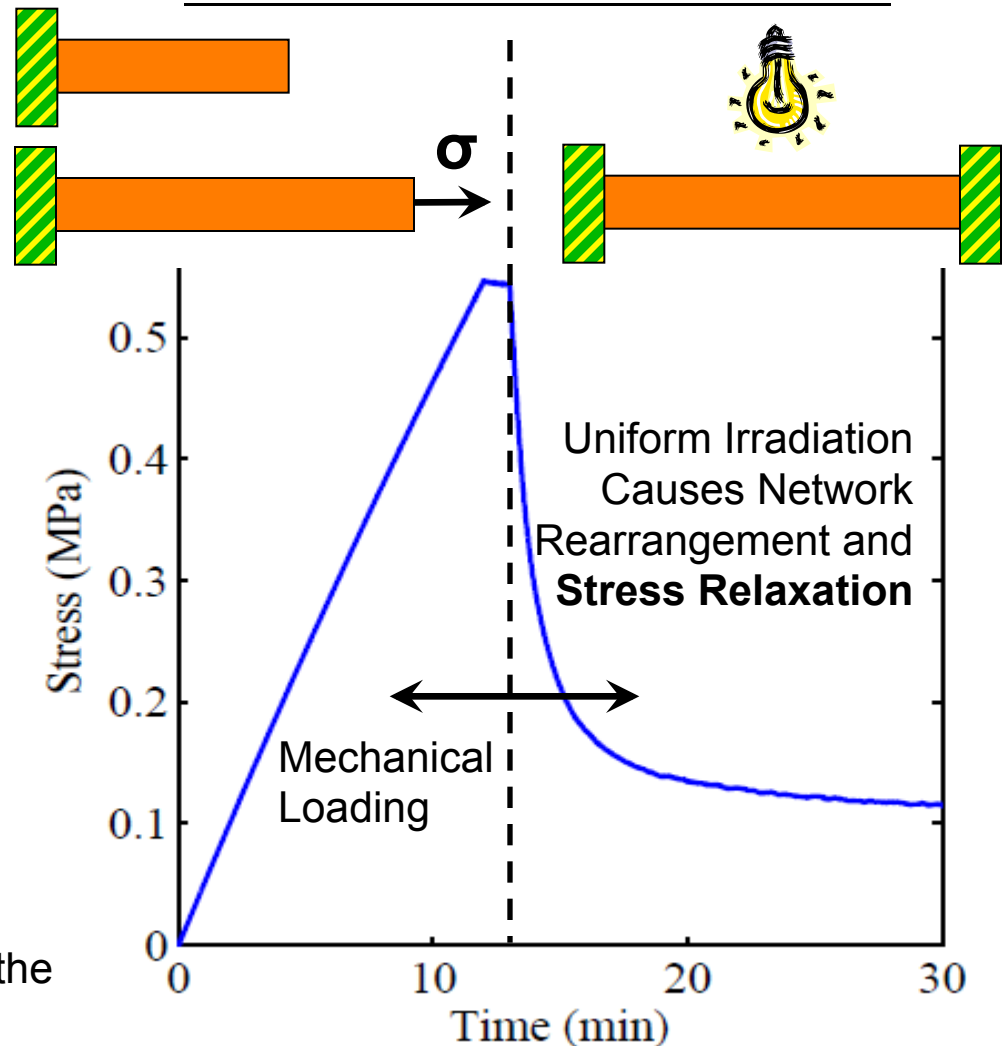 σ
0.5
0.4
0.3
0.2
0.1
0
Stress (MPa)
Uniform Irradiation
Causes Network
Rearrangement and
Stress Relaxation
Mechanical
Loading
the
0
10
20
30
Time (min)